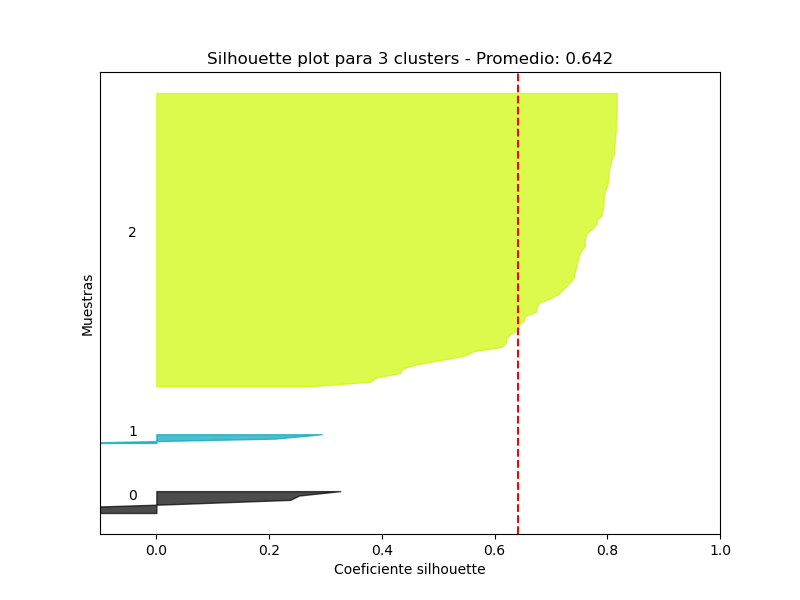 Silhouette plot para 3 clusters - Promedio: 0.642
Muestras
2
1
0
0.0 0.2 0.4 0.6 0.8 1.0
Coeficiente silhouette